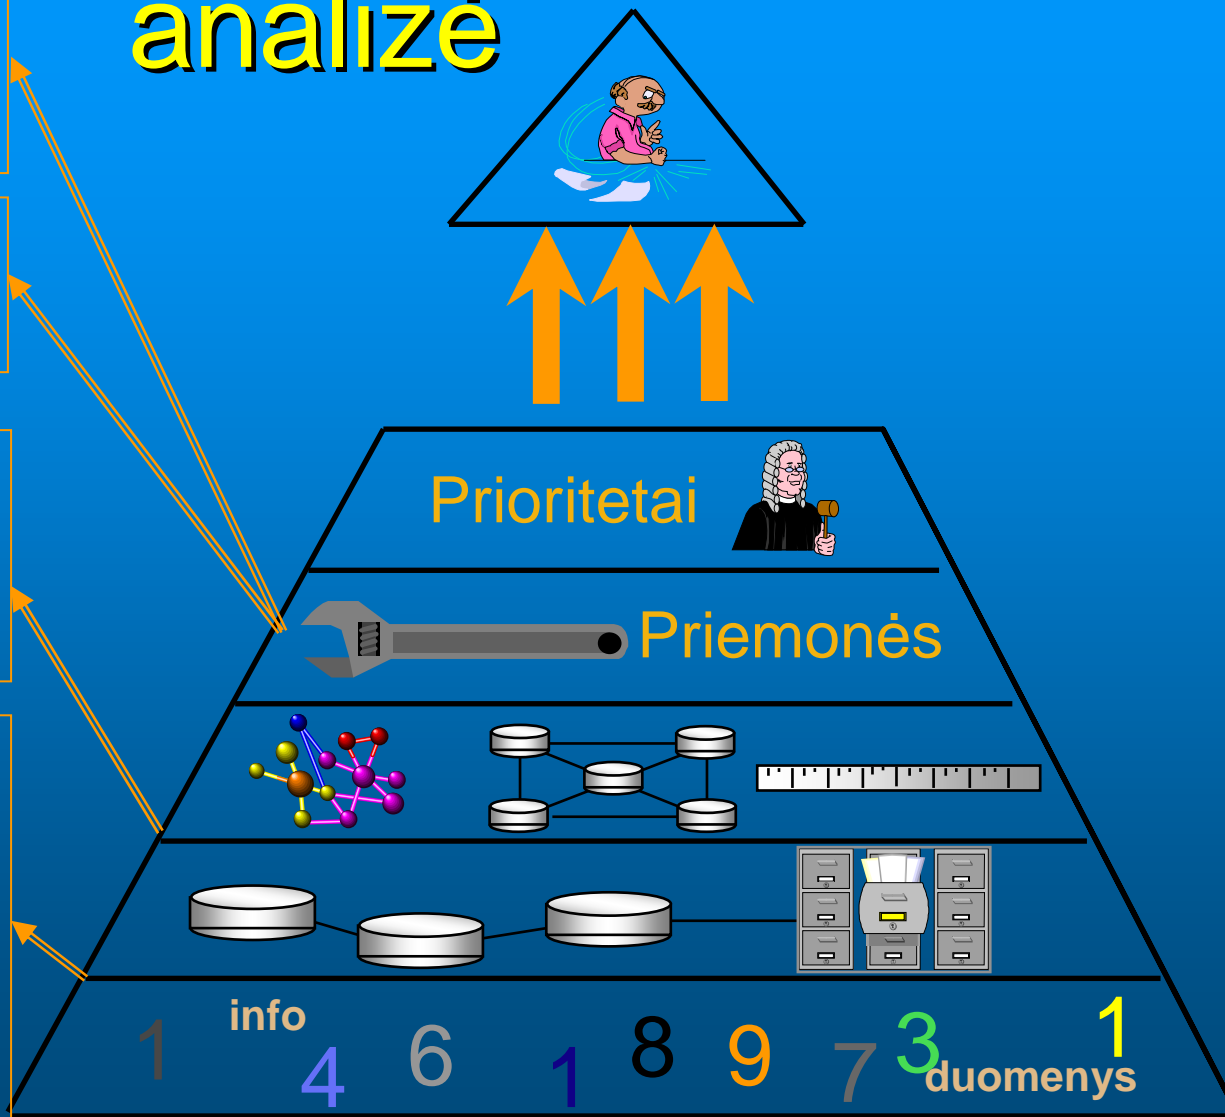 analizė
Prioritetai
Priemonės
info
1 4 6 1 8 9 7 3 1
duomenys